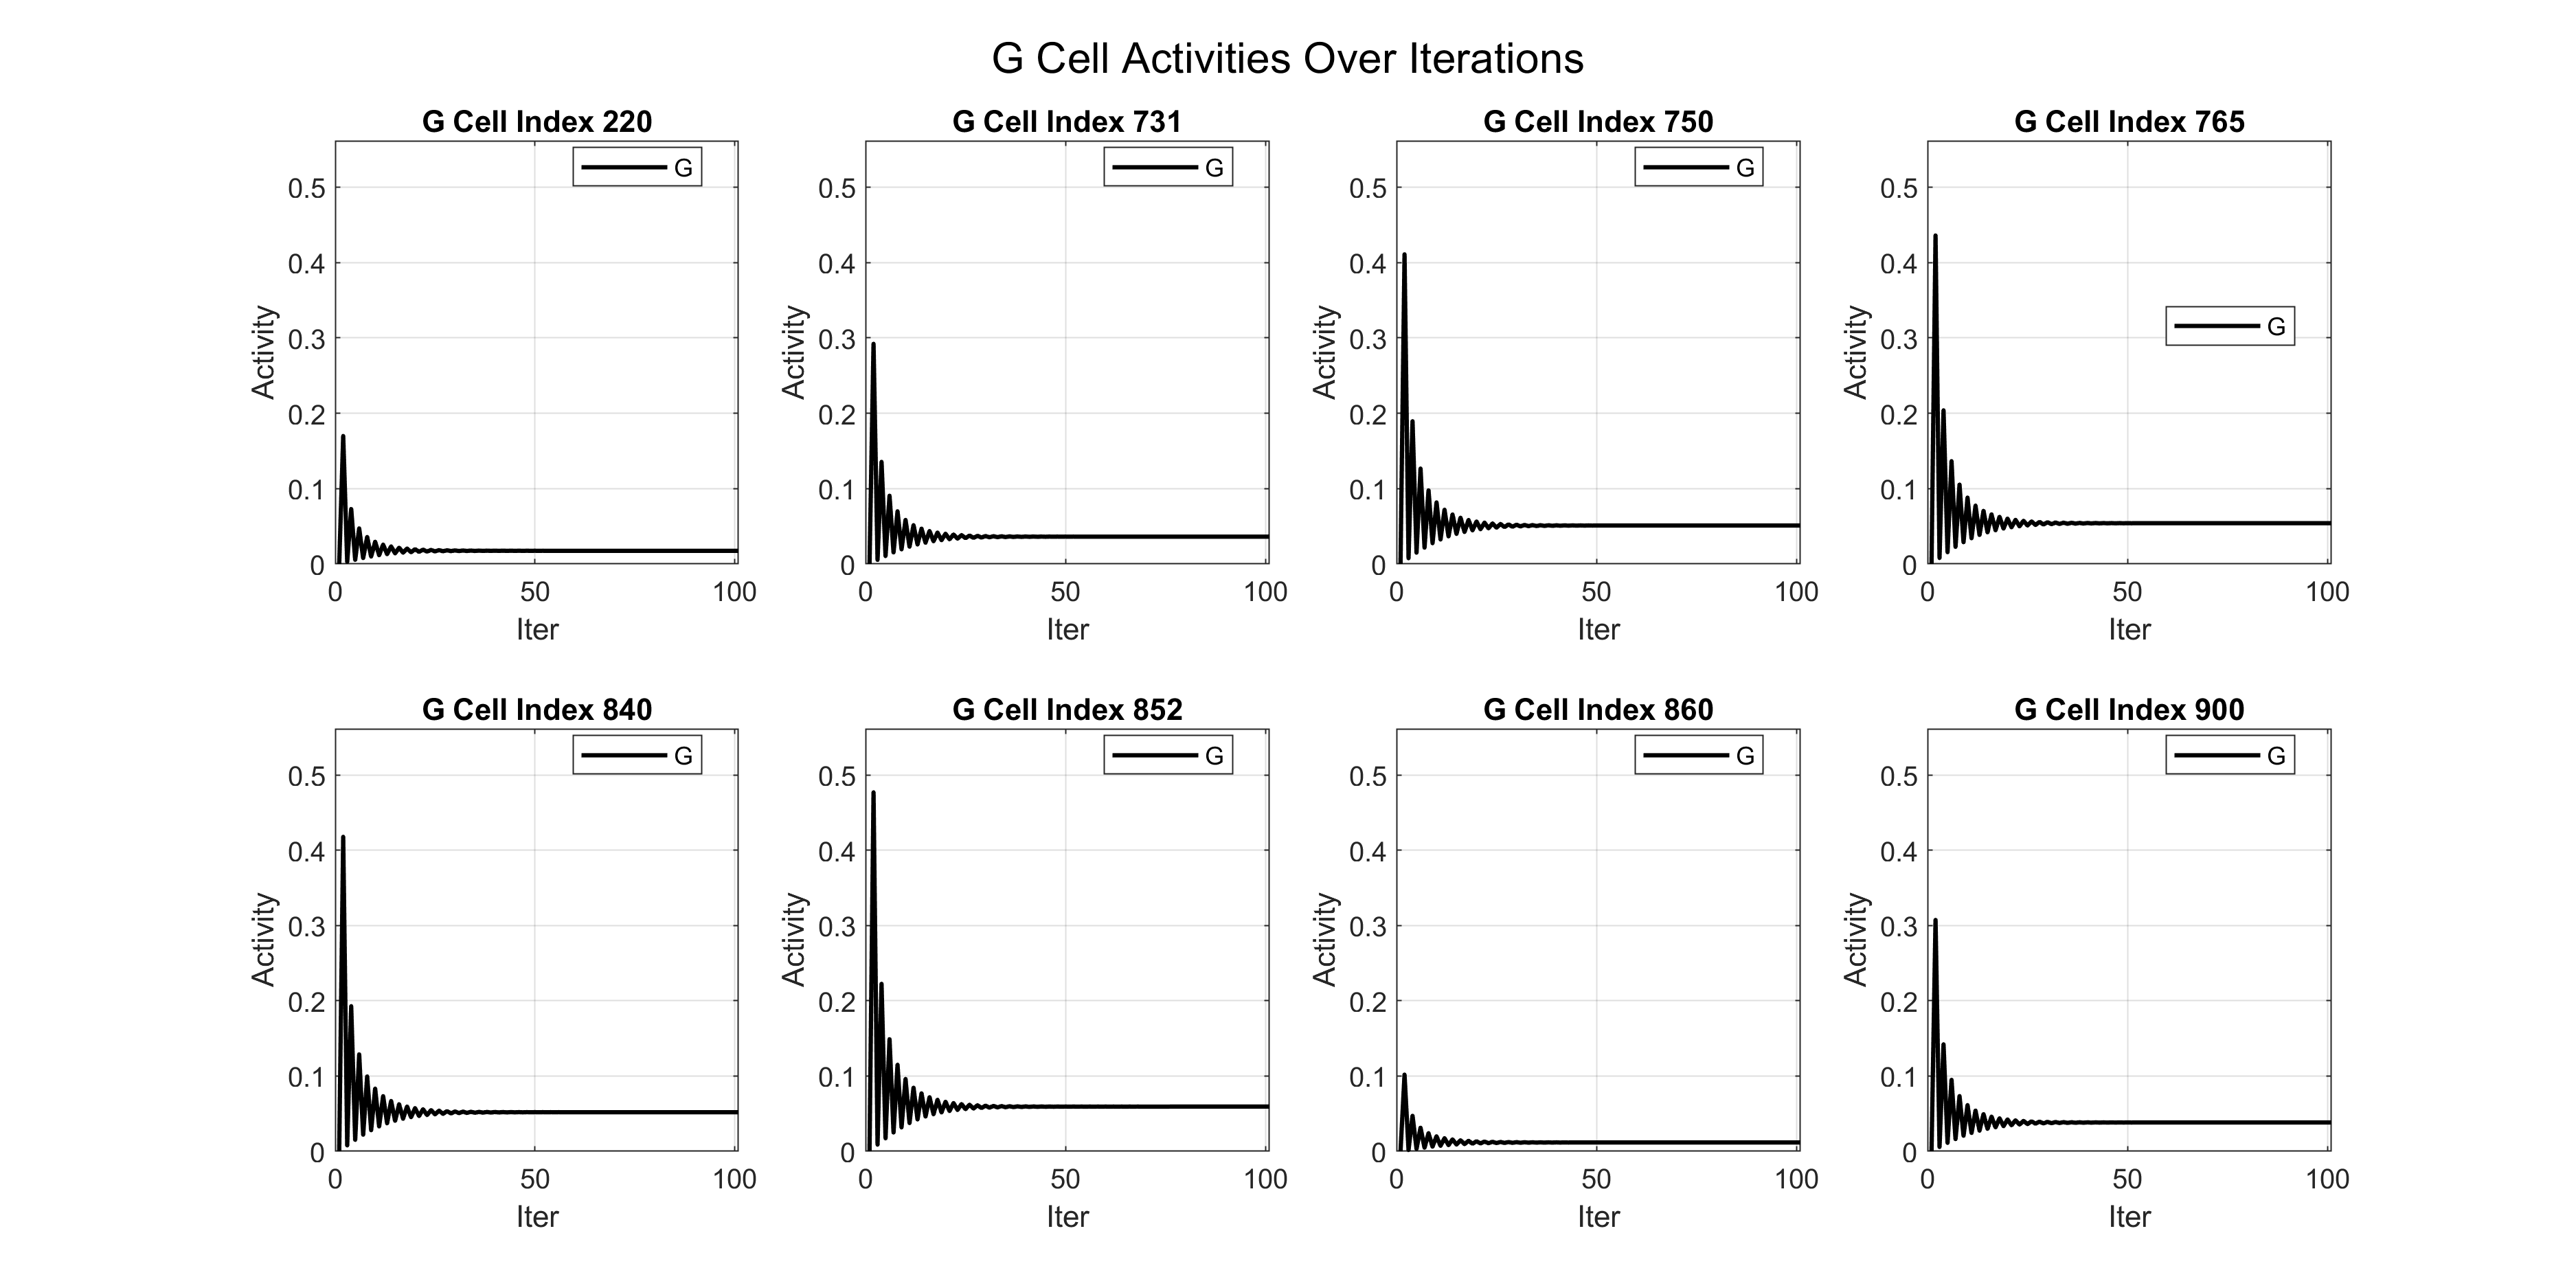 G Cell Activities Over Iterations
G Cell Index 220
G Cell Index 731
G Cell Index 750
G Cell Index 765
G
G
G
G
Activity
0.5
0.4
0.3
0.2
0.1
0
0
50
100
Iter
Activity
0.5
0.4
0.3
0.2
0.1
0
0
50
100
Iter
Activity
0.5
0.4
0.3
0.2
0.1
0
0
50
100
Iter
Activity
0.5
0.4
0.3
0.2
0.1
0
0
50
100
Iter
G Cell Index 840
G Cell Index 852
G Cell Index 860
G Cell Index 900
G
G
G
G
Activity
0.5
0.4
0.3
0.2
0.1
0
0
50
100
Iter
Activity
0.5
0.4
0.3
0.2
0.1
0
0
50
100
Iter
Activity
0.5
0.4
0.3
0.2
0.1
0
0
50
100
Iter
Activity
0.5
0.4
0.3
0.2
0.1
0
0
50
100
Iter